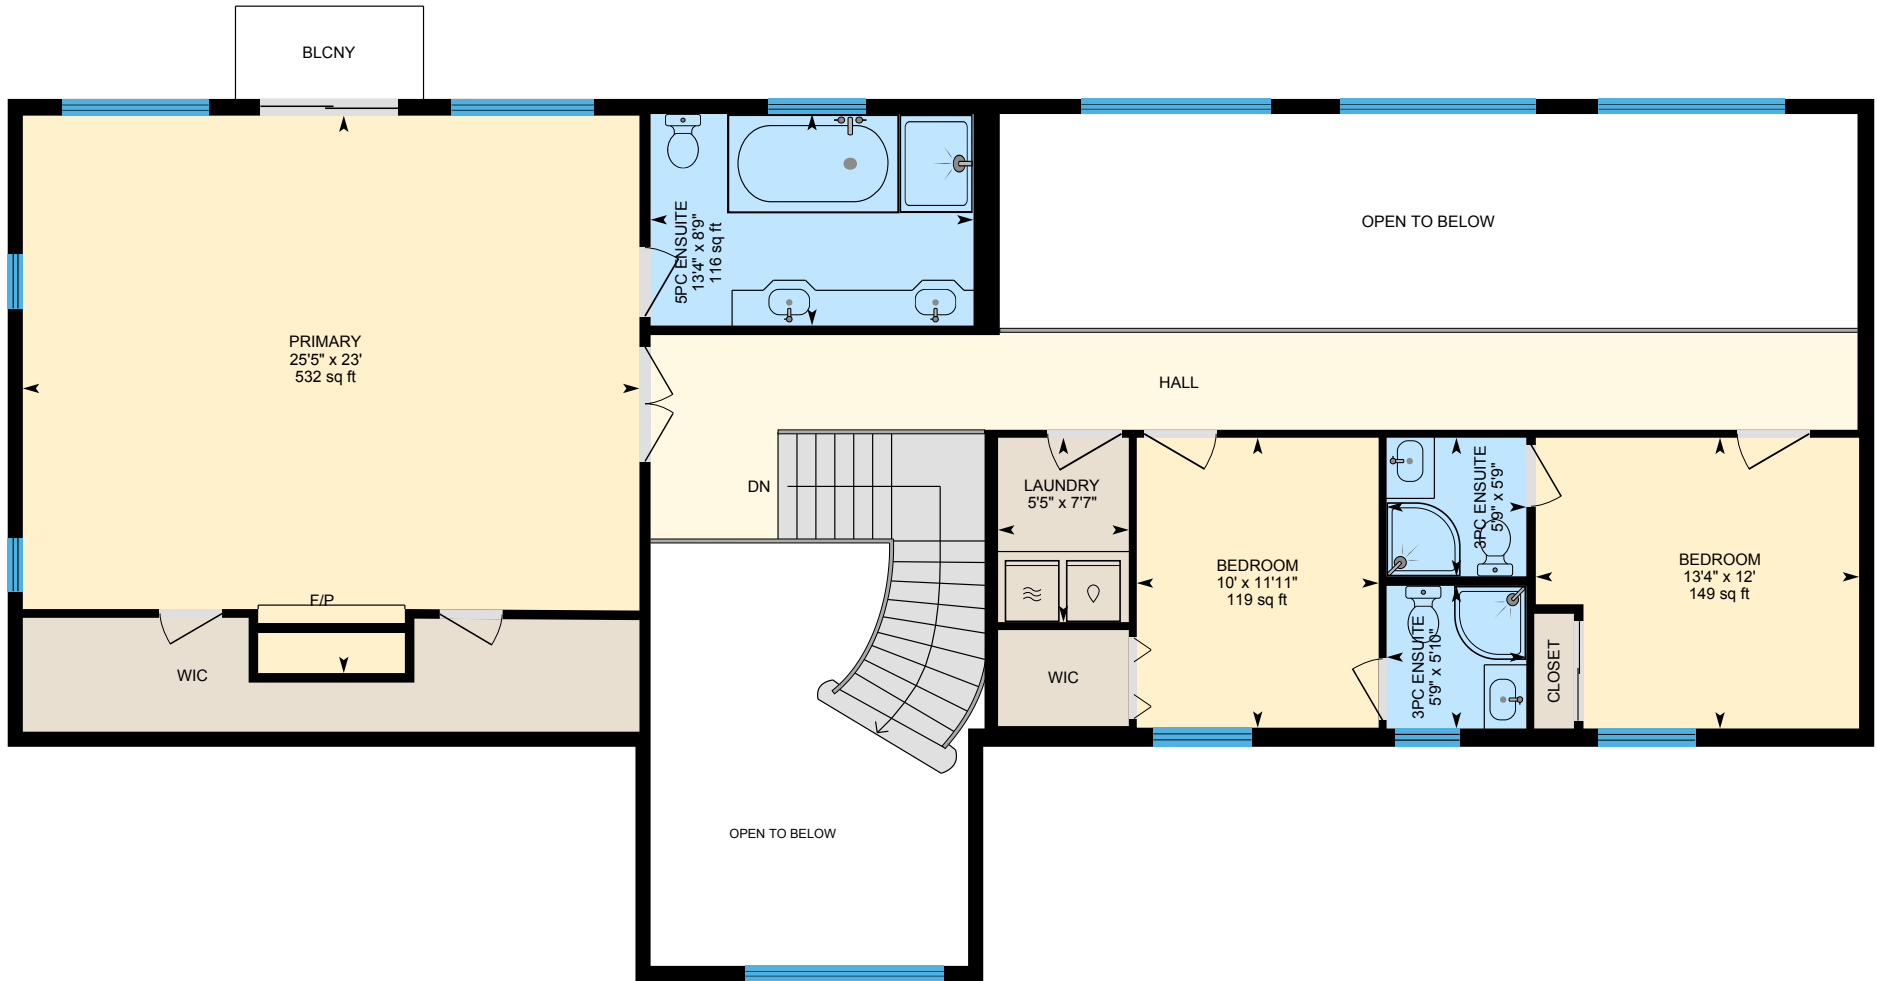 BLCNY
5PC ENSUITE
13'4" x 8'9"
116 sq ft
OPEN TO BELOW
PRIMARY
25'5" x 23'
532 sq ft
HALL
DN
LAUNDRY
5'5" x 7'7"
3PC ENSUITE
5'9" x 5'9"
BEDROOM
10' x 11'11"
119 sq ft
BEDROOM
13'4" x 12'
149 sq ft
F/P
WIC
WIC
3PC ENSUITE
5'9" x 5'10"
CLOSET
OPEN TO BELOW